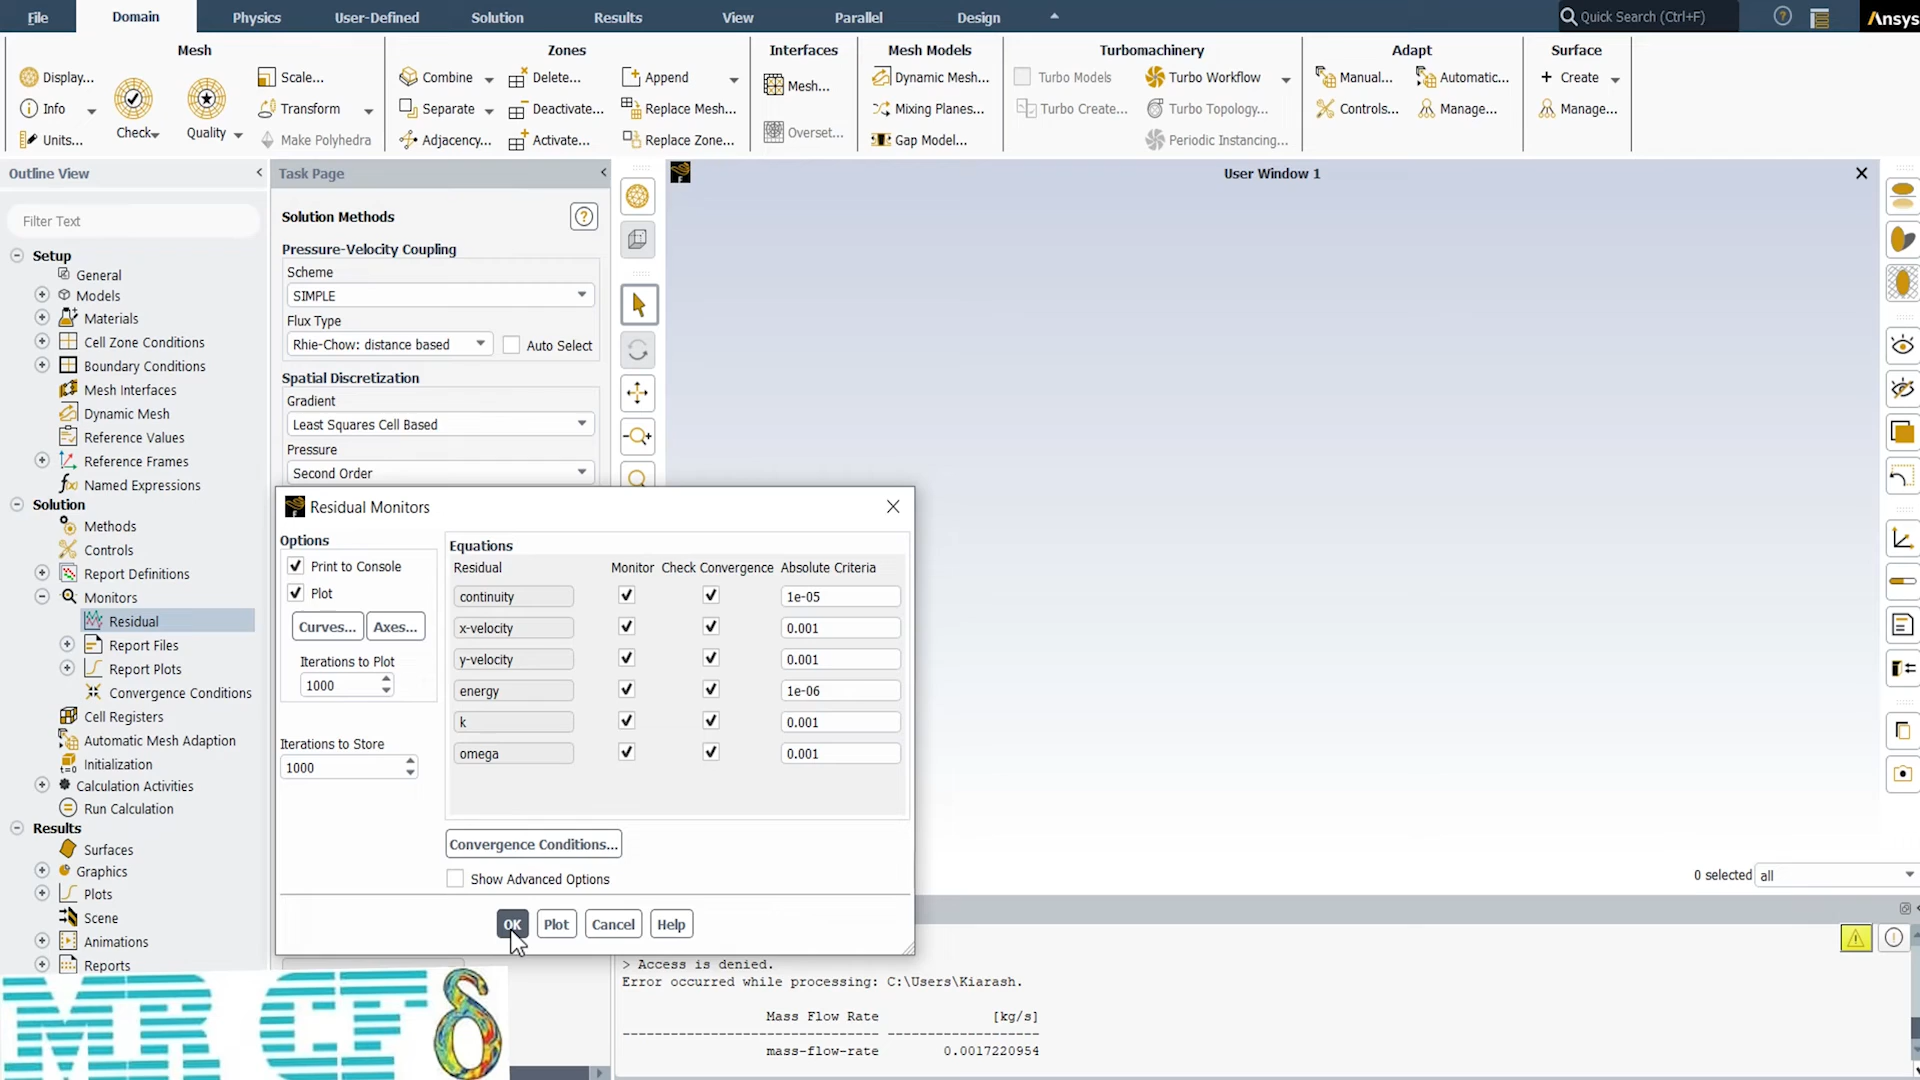 File Domain Physics User-Defined Solution Results View Parallel Design Quick Search (Ctrl+F) Ansys
Mesh Zones Interfaces Mesh Models Turbomachinery Adapt Surface
Display... Scale... Combine Delete... Append Mesh... Dynamic Mesh... Turbo Models Turbo Workflow Manual... Automatic... + Create
Info Check Quality Transform Separate Deactivate... Replace Mesh... Mixing Planes... Turbo Create... Turbo Topology... Controls... Manage... Manage...
Units... Make Polyhedra Adjacency... Activate... Replace Zone... Overset... Gap Model... Periodic Instancing...
Outline View
Filter Text
Setup
General
Models
Materials
Cell Zone Conditions
Boundary Conditions
Mesh Interfaces
Dynamic Mesh
Reference Values
Reference Frames
Named Expressions
Solution
Methods
Controls
Report Definitions
Monitors
Residual
Report Files
Report Plots
Convergence Conditions
Cell Registers
Automatic Mesh Adaption
Initialization
Calculation Activities
Run Calculation
Results
Surfaces
Graphics
Plots
Scene
Animations
Reports
Task Page
Solution Methods
Pressure-Velocity Coupling
Scheme
SIMPLE
Flux Type
Rhie-Chow: distance based Auto Select
Spatial Discretization
Gradient
Least Squares Cell Based
Pressure
Second Order
User Window 1
Residual Monitors
Options
Print to Console
Plot
Curves... Axes...
Iterations to Plot
1000
Iterations to Store
1000
Equations
Residual Monitor Check Convergence Absolute Criteria
continuity 1e-05
x-velocity 0.001
y-velocity 0.001
energy 1e-06
k 0.001
omega 0.001
Convergence Conditions...
Show Advanced Options
OK Plot Cancel Help
0 selected all
> Access is denied.
Error occurred while processing: C:\Users\Kiarash.
Mass Flow Rate [kg/s]
-------------------------------- --------------------
mass-flow-rate 0.0017220954
MR CF